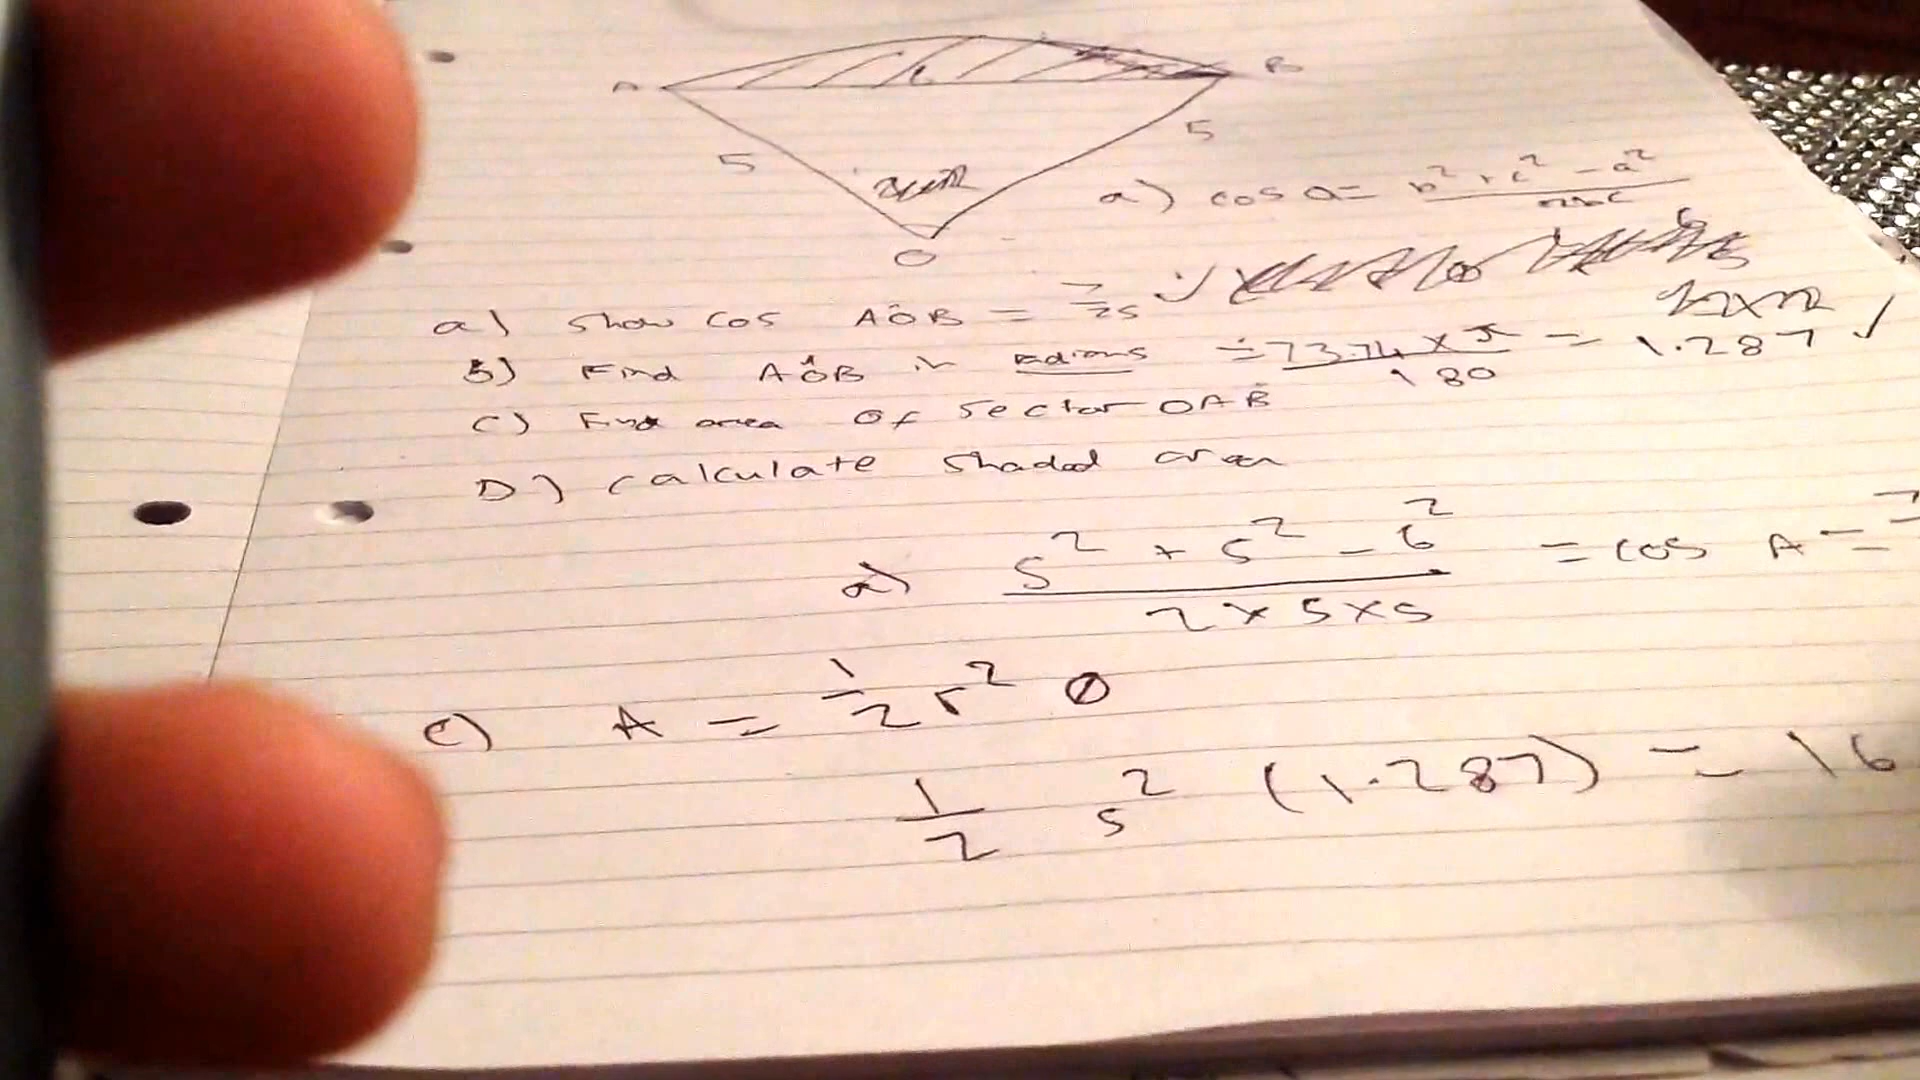 A 6 B
5 5
O
a) cos a = b² + c² - a² / 2bc
a) Show cos AÔB = 7/25
B) Find AÔB in radians = 73.74 × π / 180 = 1.287 ✓
C) Find area of sector OAB
D) calculate shaded area
a) 5² + 5² - 6² / 2 × 5 × 5 = cos A = 7
c) A = 1/2 r² θ
1/2 5² (1.287) = 16